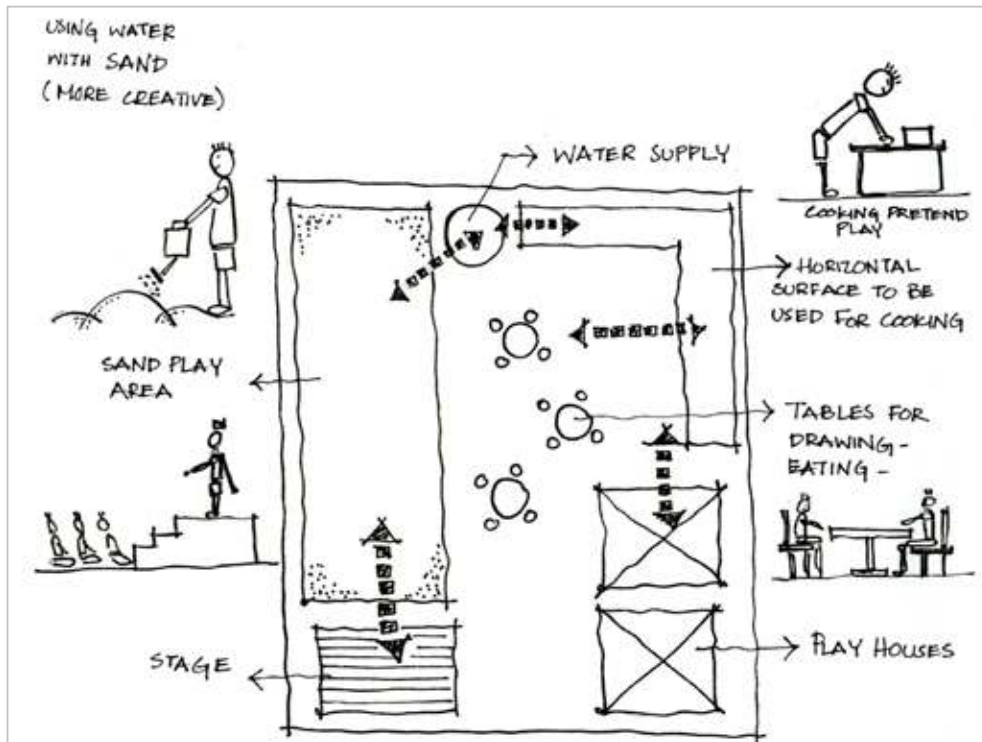 USING WATER
WITH SAND
(MORE CREATIVE)
WATER SUPPLY
COOKING PRETEND
PLAY
HORIZONTAL
SURFACE TO BE
USED FOR COOKING
SAND PLAY
AREA
TABLES FOR
DRAWING-
EATING-
STAGE
PLAY HOUSES